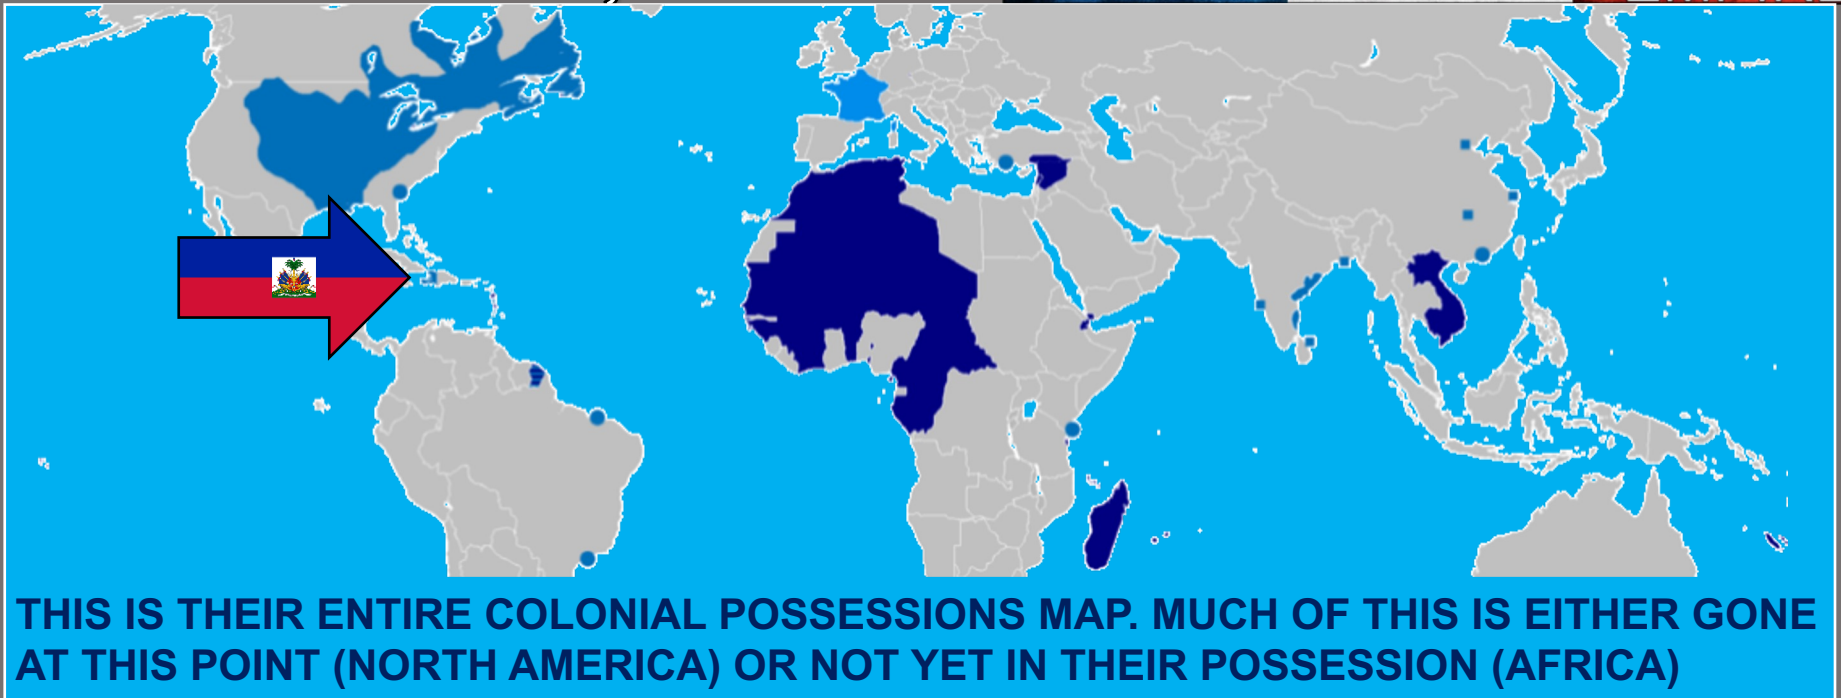 THIS IS THEIR ENTIRE COLONIAL POSSESSIONS MAP. MUCH OF THIS IS EITHER GONE
AT THIS POINT (NORTH AMERICA) OR NOT YET IN THEIR POSSESSION (AFRICA)